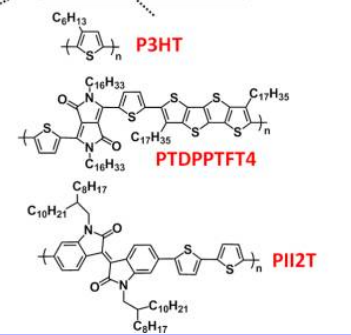 C6H13
S
n
P3HT
C16H33
N
O
S
S
S
C17H35
S
N
O
C17H35
S
S
n
C16H33
PTDPPTFT4
C8H17
C10H21
N
O
S
S
n
PII2T
O
N
C10H21
C8H17